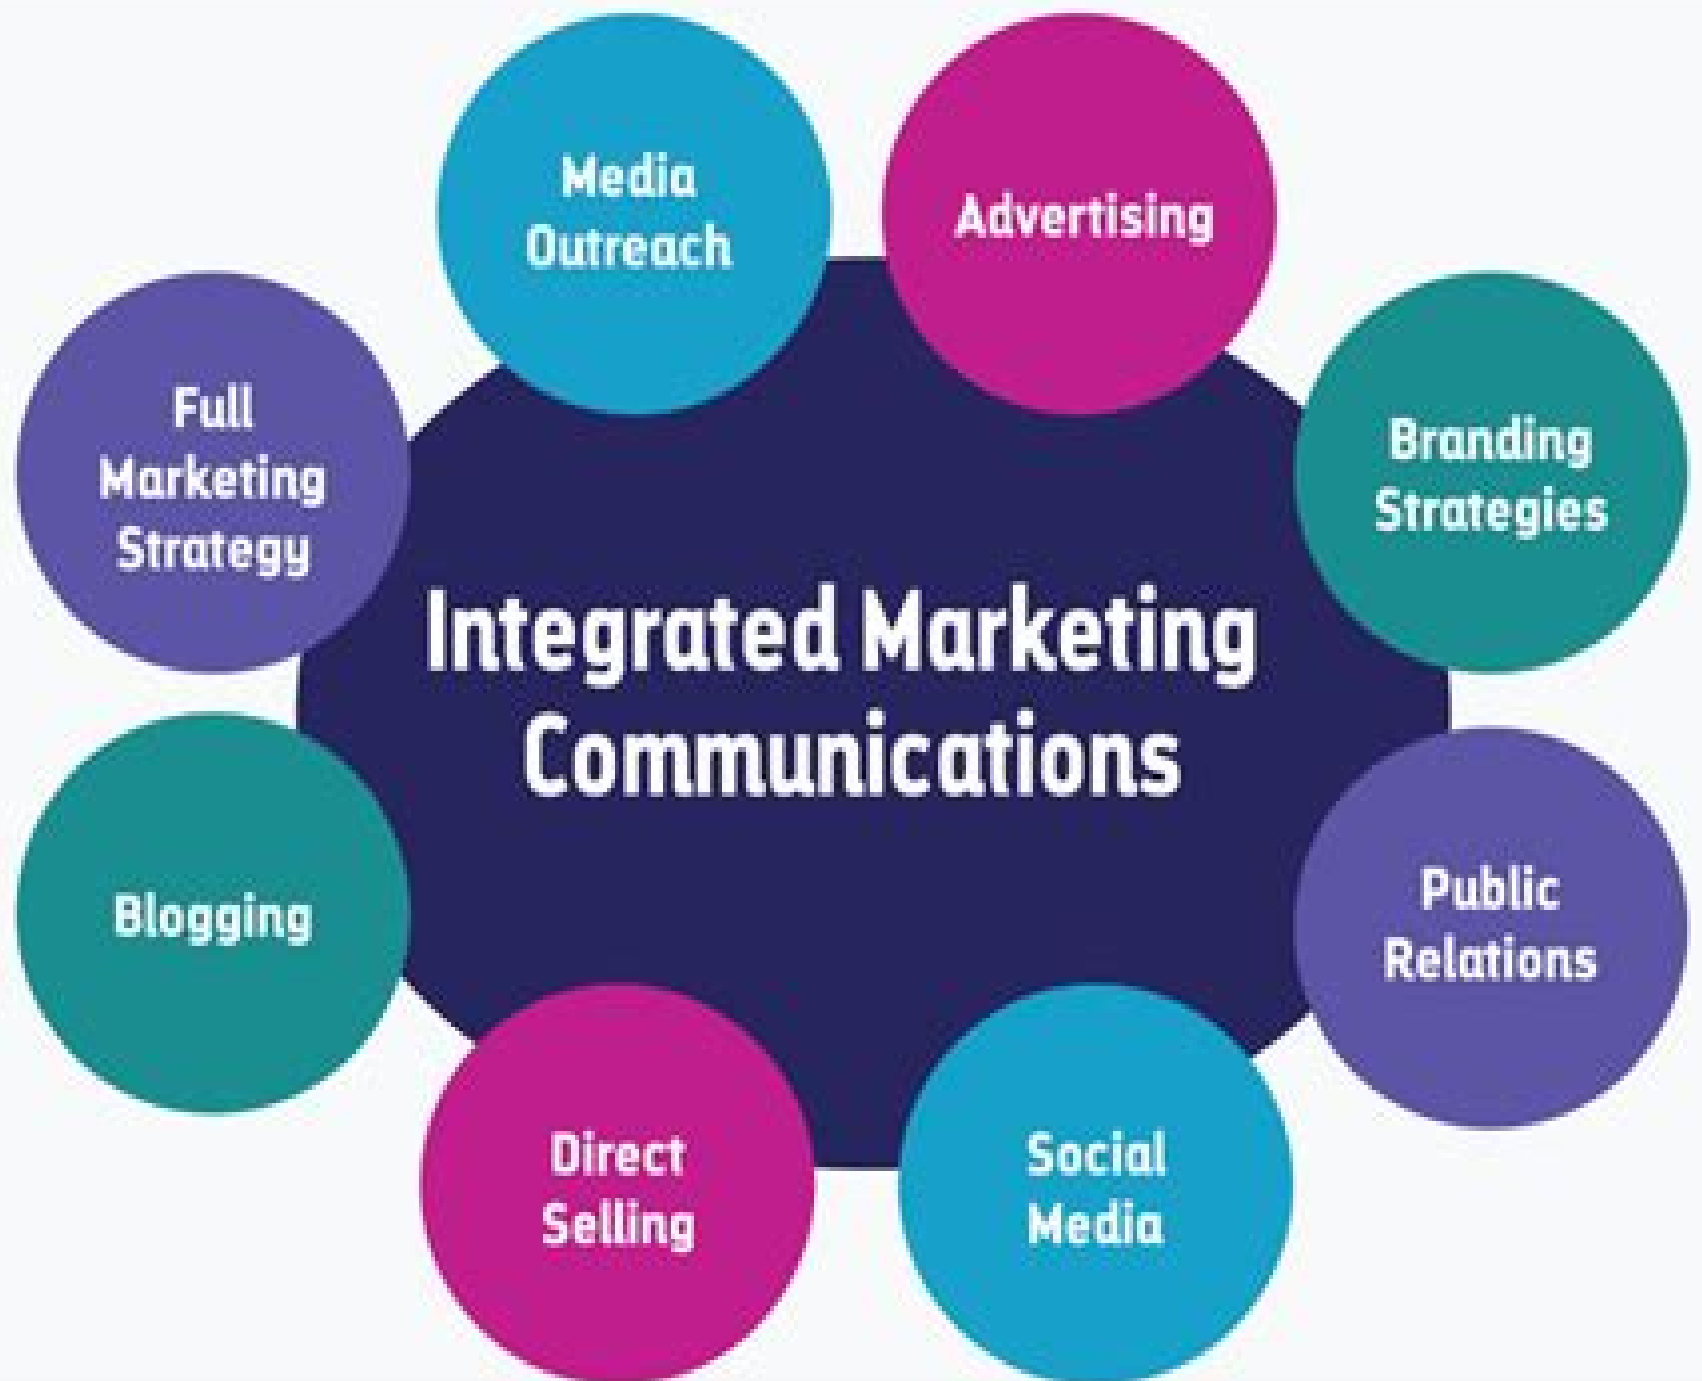 Media
Outreach
Advertising
Full
Marketing
Strategy
Branding
Strategies
Integrated Marketing
Communications
Blogging
Public
Relations
Direct
Selling
Social
Media